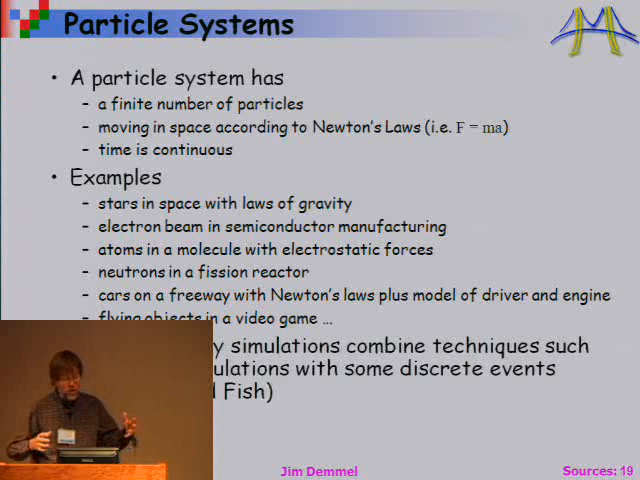 Particle Systems
• A particle system has
– a finite number of particles
– moving in space according to Newton's Laws (i.e. F = ma)
– time is continuous
• Examples
– stars in space with laws of gravity
– electron beam in semiconductor manufacturing
– atoms in a molecule with electrostatic forces
– neutrons in a fission reactor
– cars on a freeway with Newton's laws plus model of driver and engine
– flying objects in a video game …
y simulations combine techniques such
ulations with some discrete events
Fish)
Jim Demmel
Sources: 19